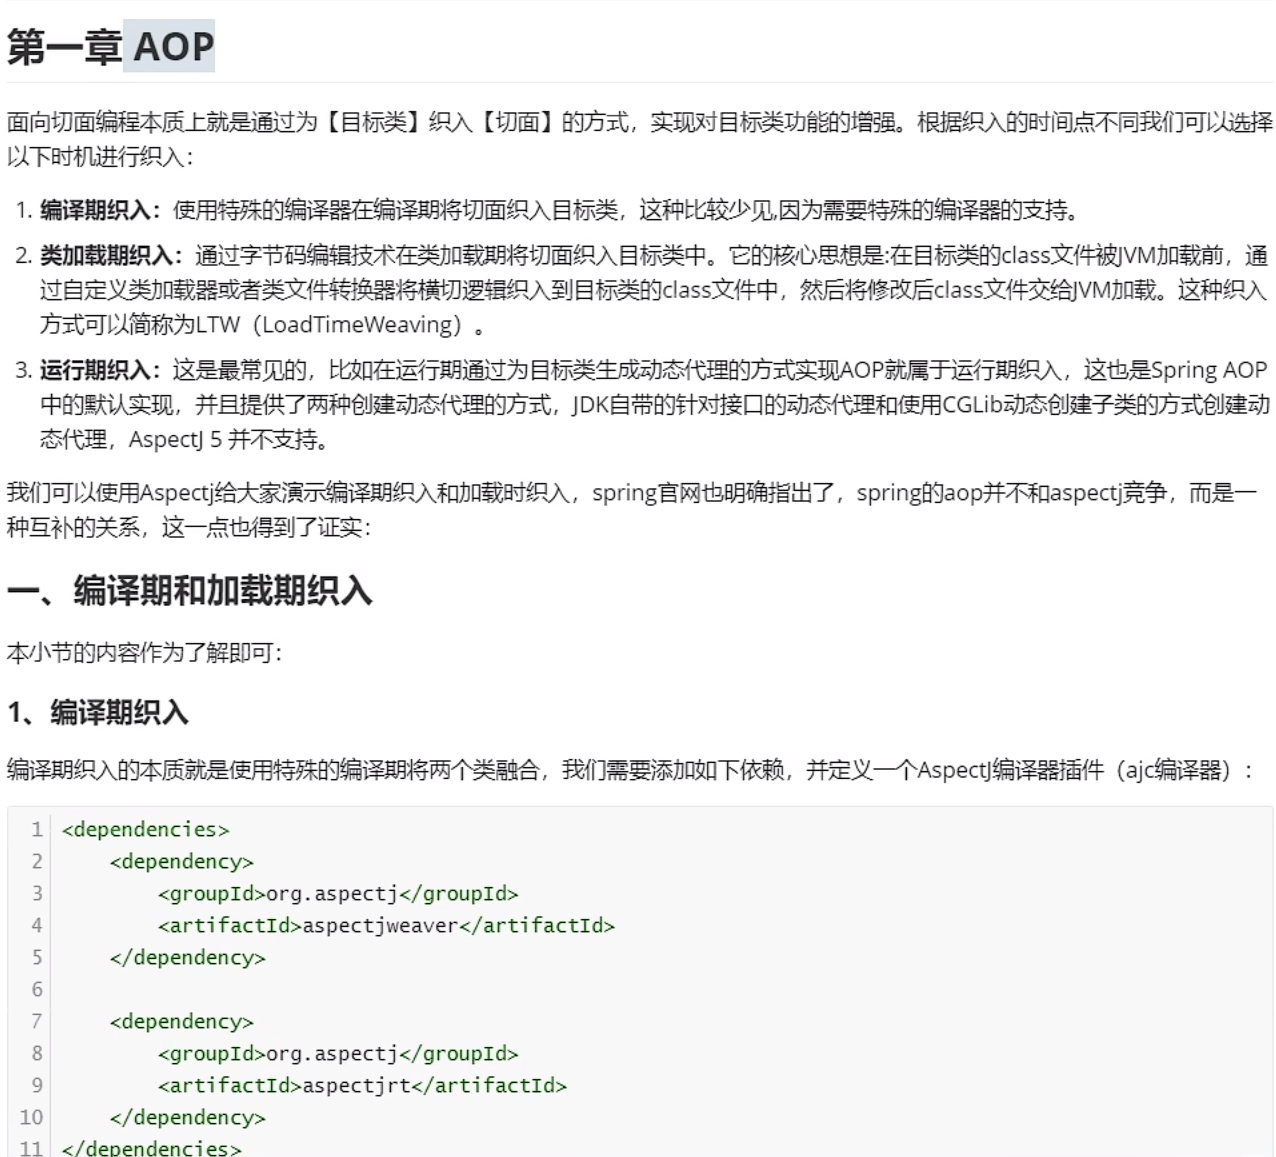 第一章 AOP
面向切面编程本质上就是通过为【目标类】织入【切面】的方式，实现对目标类功能的增强。根据织入的时间点不同我们可以选择
以下时机进行织入：
1. 编译期织入：使用特殊的编译器在编译期将切面织入目标类，这种比较少见,因为需要特殊的编译器的支持。
2. 类加载期织入：通过字节码编辑技术在类加载期将切面织入目标类中。它的核心思想是:在目标类的class文件被JVM加载前，通
过自定义类加载器或者类文件转换器将横切逻辑织入到目标类的class文件中，然后将修改后class文件交给JVM加载。这种织入
方式可以简称为LTW（LoadTimeWeaving）。
3. 运行期织入：这是最常见的，比如在运行期通过为目标类生成动态代理的方式实现AOP就属于运行期织入，这也是Spring AOP
中的默认实现，并且提供了两种创建动态代理的方式，JDK自带的针对接口的动态代理和使用CGLib动态创建子类的方式创建动
态代理，AspectJ 5 并不支持。
我们可以使用Aspectj给大家演示编译期织入和加载时织入，spring官网也明确指出了，spring的aop并不和aspectj竞争，而是一
种互补的关系，这一点也得到了证实：
一、编译期和加载期织入
本小节的内容作为了解即可：
1、编译期织入
编译期织入的本质就是使用特殊的编译期将两个类融合，我们需要添加如下依赖，并定义一个AspectJ编译器插件（ajc编译器）：
1 <dependencies>
2 <dependency>
3 <groupId>org.aspectj</groupId>
4 <artifactId>aspectjweaver</artifactId>
5 </dependency>
6
7 <dependency>
8 <groupId>org.aspectj</groupId>
9 <artifactId>aspectjrt</artifactId>
10 </dependency>
11 </dependencies>